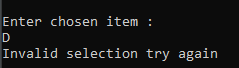 Enter chosen item :
D
Invalid selection try again